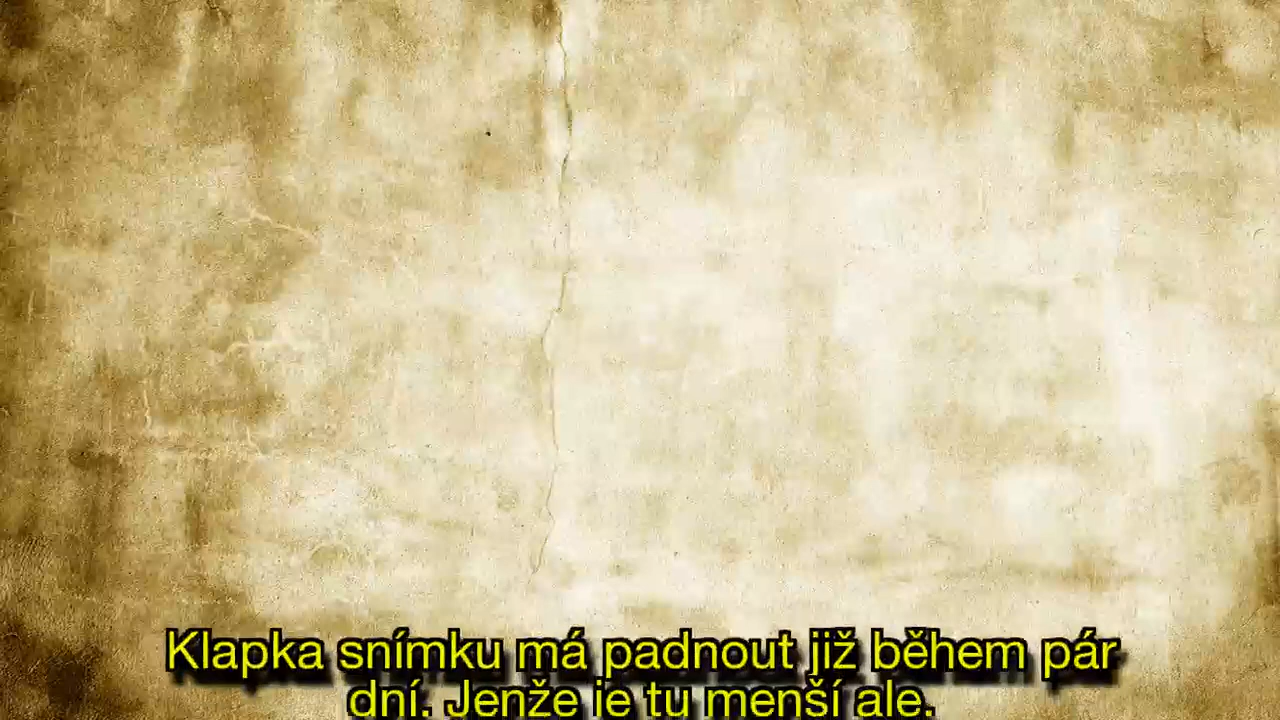 Klapka snímku má padnout již během pár
dní. Jenže je tu menší ale.